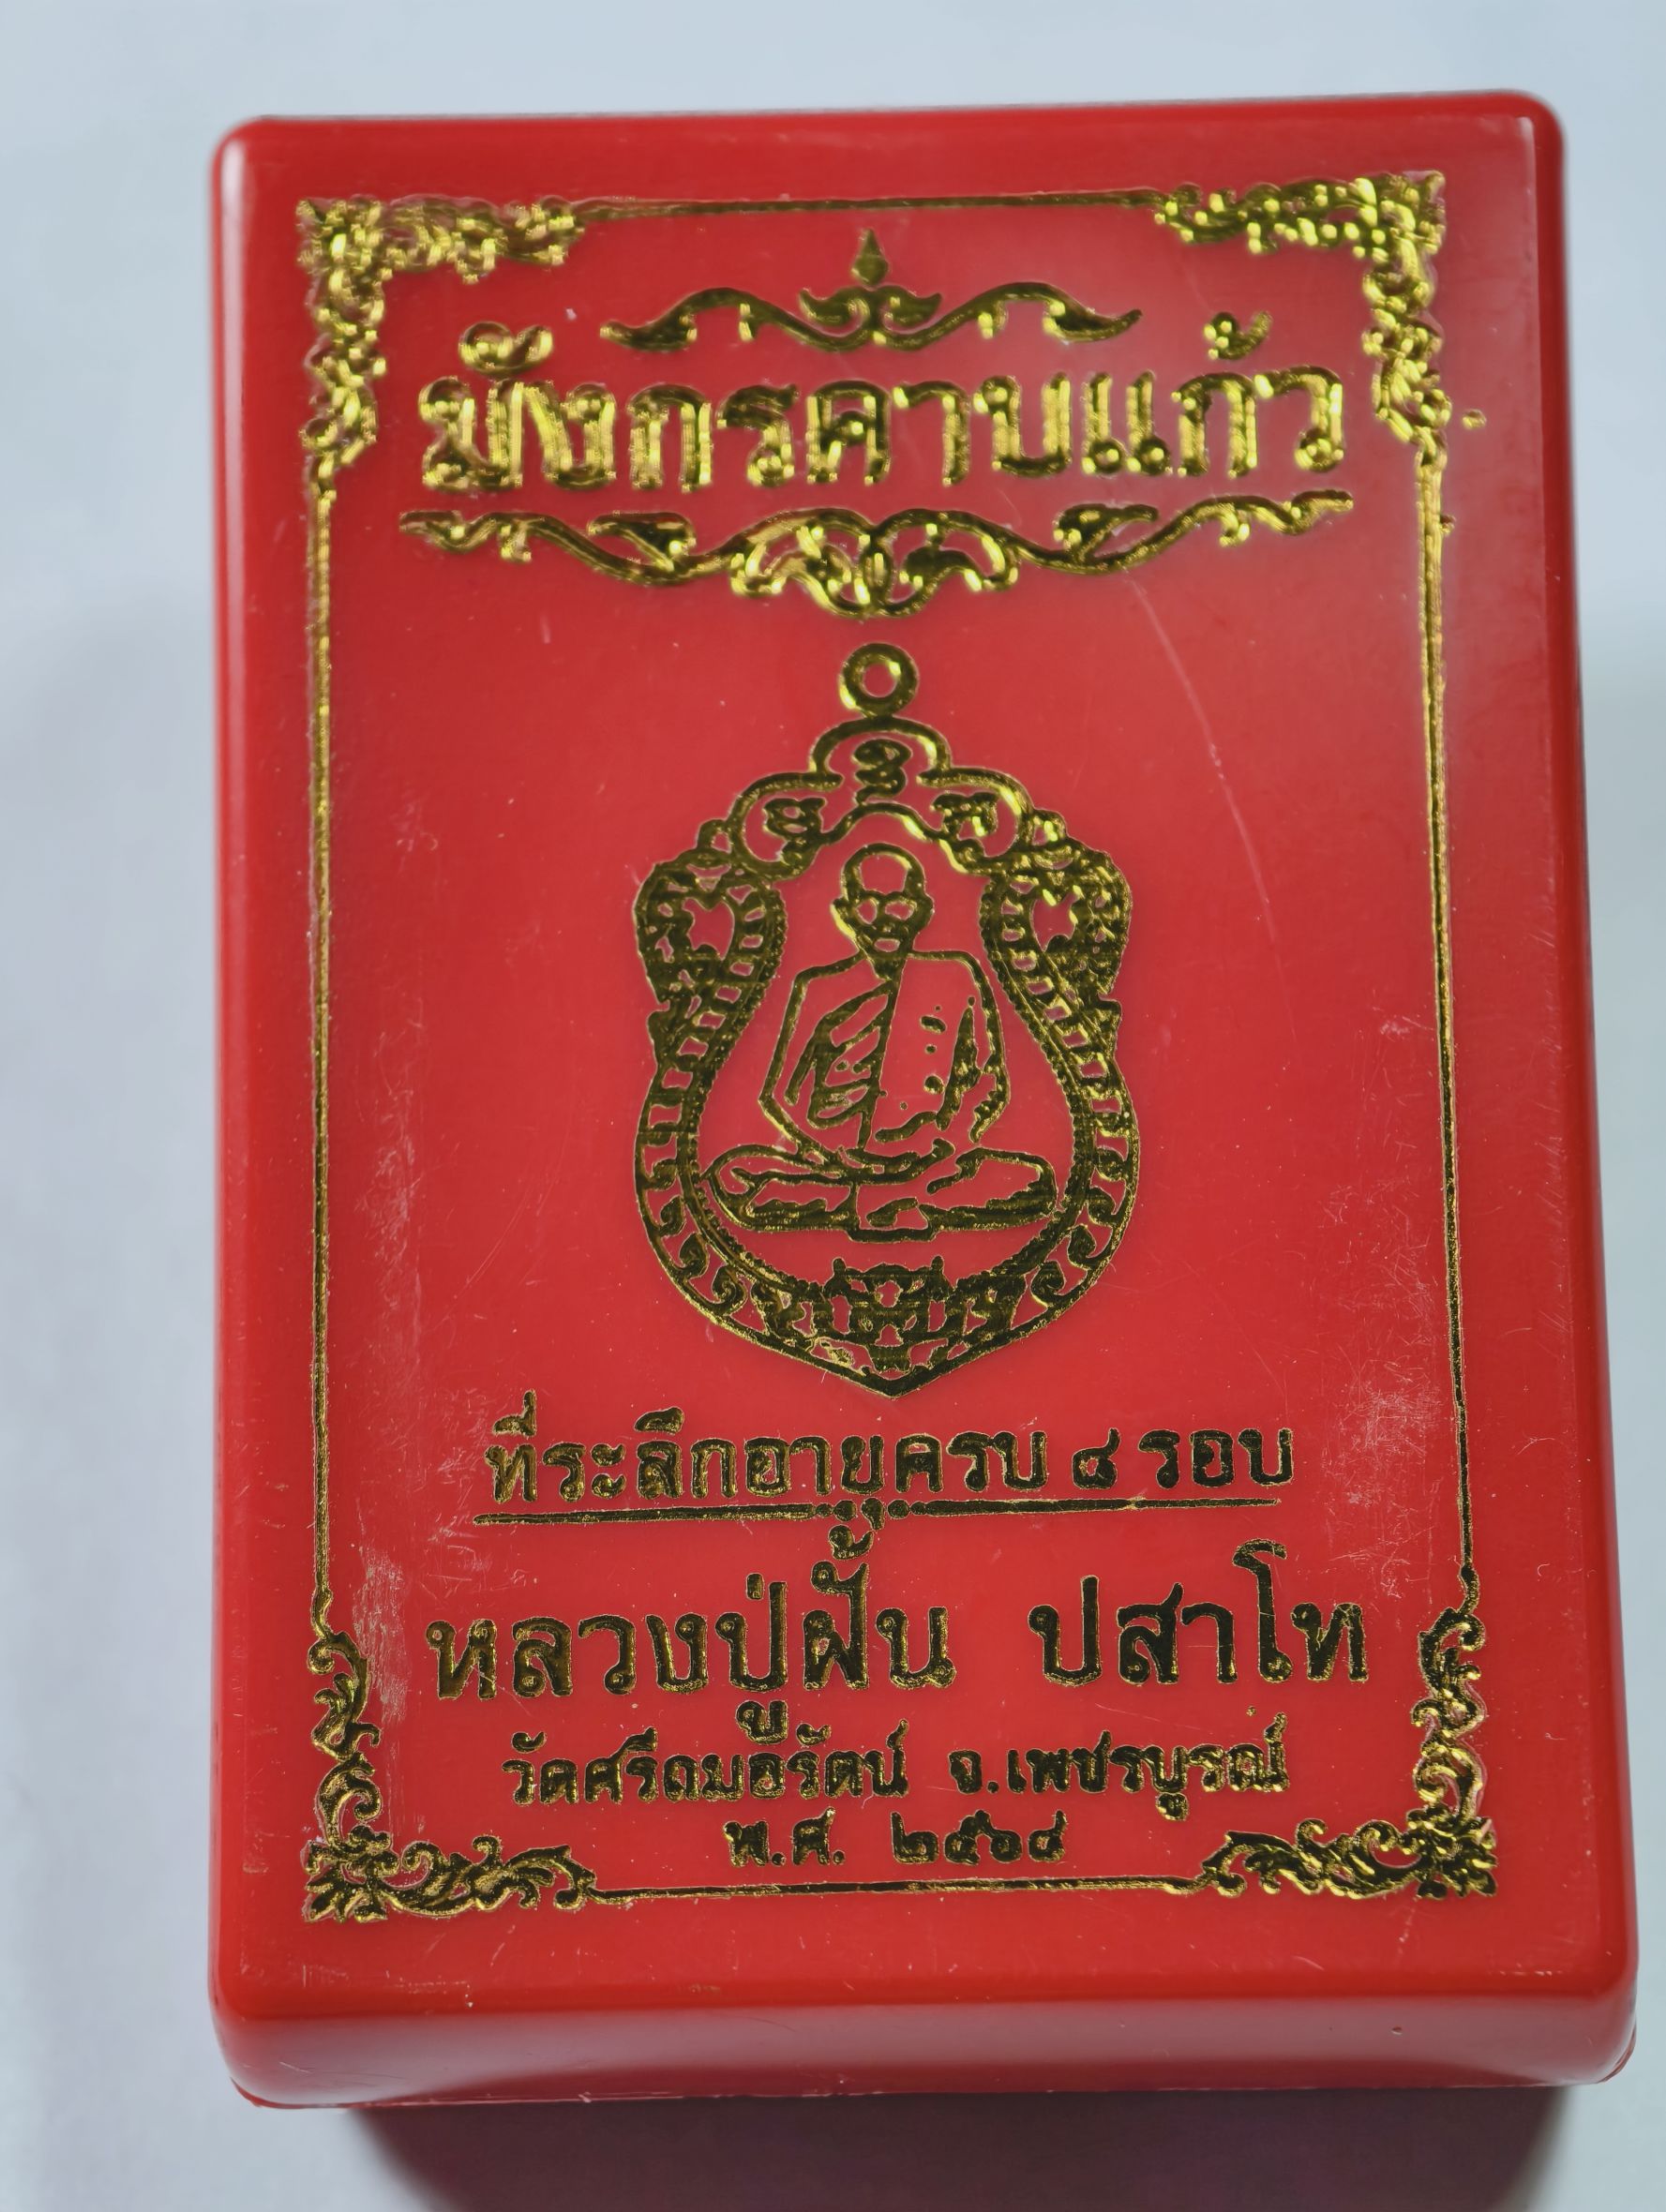 มังกรคาบแก้ว
ที่ระลึกอายุครบ ๘ รอบ
หลวงปู่ฝั้น ปสาโท
วัดศรีถมอรัตน์ จ.เพชรบูรณ์
พ.ศ. ๒๕๖๘